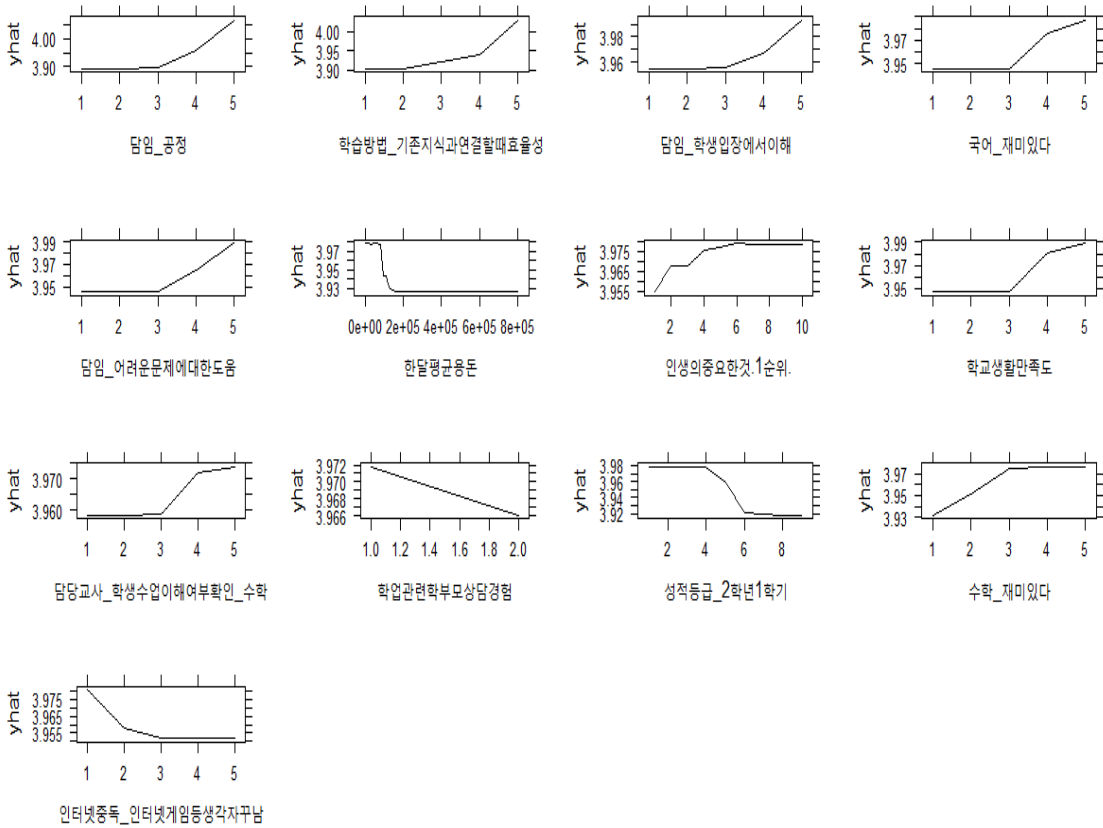 yhat
4.00
3.90
1 2 3 4 5
담임_공정
yhat
4.00
3.95
3.90
1 2 3 4 5
학습방법_기존지식과연결할때효율성
yhat
3.98
3.96
1 2 3 4 5
담임_학생입장에서이해
yhat
3.97
3.95
1 2 3 4 5
국어_재미있다
yhat
3.99
3.97
3.95
1 2 3 4 5
담임_어려운문제에대한도움
yhat
3.97
3.95
3.93
0e+00 2e+05 4e+05 6e+05 8e+05
한달평균용돈
yhat
3.975
3.965
3.955
2 4 6 8 10
인생의중요한것.1순위.
yhat
3.99
3.97
3.95
1 2 3 4 5
학교생활만족도
yhat
3.970
3.960
1 2 3 4 5
담당교사_학생수업이해여부확인_수학
yhat
3.972
3.970
3.968
3.966
1.0 1.2 1.4 1.6 1.8 2.0
학업관련학부모상담경험
yhat
3.98
3.96
3.94
3.92
2 4 6 8
성적등급_2학년1학기
yhat
3.97
3.95
3.93
1 2 3 4 5
수학_재미있다
yhat
3.975
3.965
3.955
1 2 3 4 5
인터넷중독_인터넷게임등생각자꾸남